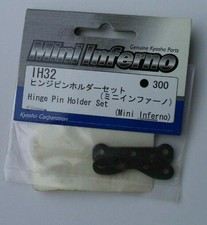 Genuine Kyosho Parts
Mini Inferno
IH32
300
ヒンジピンホルダーセット
(ミニインファーノ)
Hinge Pin Holder Set
(Mini Inferno)
Kyosho Corporation